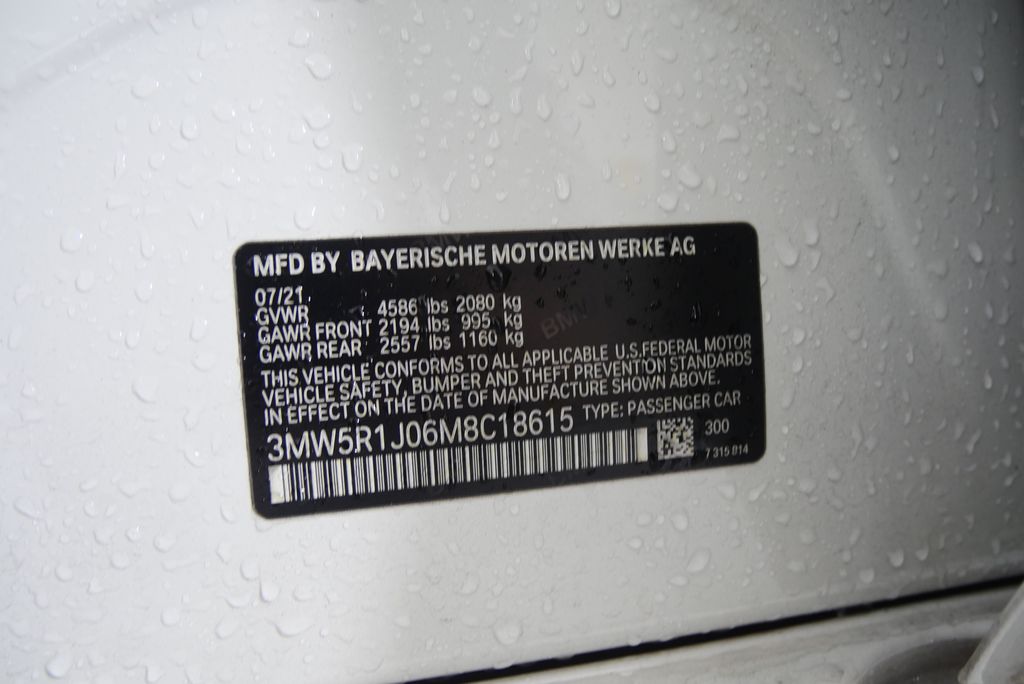 MFD BY BAYERISCHE MOTOREN WERKE AG
07/21
GVWR 4586 lbs 2080 kg
GAWR FRONT 2194 lbs 995 kg
GAWR REAR 2557 lbs 1160 kg
THIS VEHICLE CONFORMS TO ALL APPLICABLE U.S.FEDERAL MOTOR
VEHICLE SAFETY, BUMPER AND THEFT PREVENTION STANDARDS
IN EFFECT ON THE DATE OF MANUFACTURE SHOWN ABOVE.
3MW5R1J06M8C18615 TYPE: PASSENGER CAR
300
7 315 814
BMW